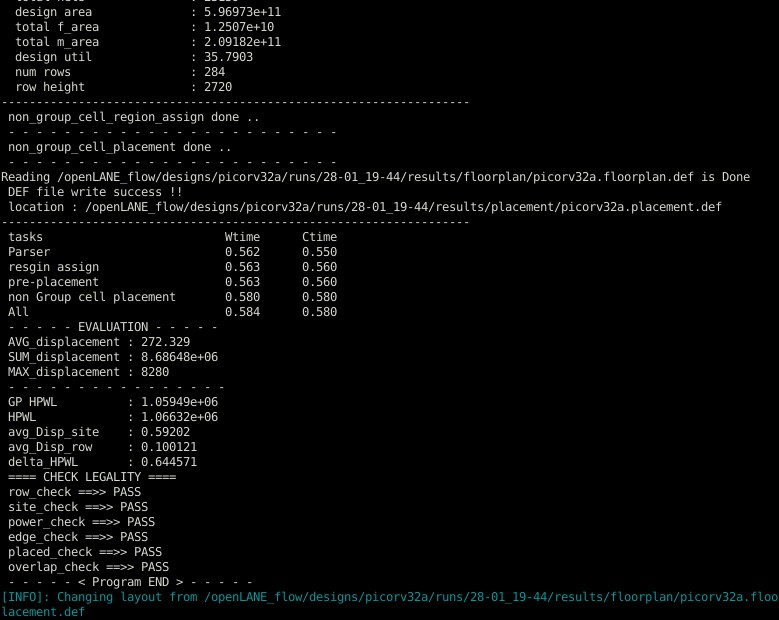 design area : 5.96973e+11
total f_area : 1.2507e+10
total m_area : 2.09182e+11
design util : 35.7903
num rows : 284
row height : 2720
-------------------------------------------------------------------
non_group_cell_region_assign done ..
- - - - - - - - - - - - - - - - - - - - - - - -
non_group_cell_placement done ..
- - - - - - - - - - - - - - - - - - - - - - - -
Reading /openLANE_flow/designs/picorv32a/runs/28-01_19-44/results/floorplan/picorv32a.floorplan.def is Done
DEF file write success !!
location : /openLANE_flow/designs/picorv32a/runs/28-01_19-44/results/placement/picorv32a.placement.def
-------------------------------------------------------------------
tasks Wtime Ctime
Parser 0.562 0.550
resgin assign 0.563 0.560
pre-placement 0.563 0.560
non Group cell placement 0.580 0.580
All 0.584 0.580
- - - - - EVALUATION - - - - -
AVG_displacement : 272.329
SUM_displacement : 8.68648e+06
MAX_displacement : 8280
- - - - - - - - - - - - - - - -
GP HPWL : 1.05949e+06
HPWL : 1.06632e+06
avg_Disp_site : 0.59202
avg_Disp_row : 0.100121
delta_HPWL : 0.644571
==== CHECK LEGALITY ====
row_check ==>> PASS
site_check ==>> PASS
power_check ==>> PASS
edge_check ==>> PASS
placed_check ==>> PASS
overlap_check ==>> PASS
- - - - - < Program END > - - - - -
[INFO]: Changing layout from /openLANE_flow/designs/picorv32a/runs/28-01_19-44/results/floorplan/picorv32a.floo
lacement.def